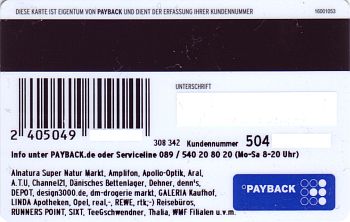 DIESE KARTE IST EIGENTUM VON PAYBACK UND DIENT DER ERFASSUNG IHRER KUNDENNUMMER
16001053
UNTERSCHRIFT
2 405049
308 342 Kundennummer 504
Info unter PAYBACK.de oder Serviceline 089 / 540 20 80 20 (Mo-Sa 8-20 Uhr)
Alnatura Super Natur Markt, Amplifon, Apollo-Optik, Aral,
A.T.U, Channel21, Dänisches Bettenlager, Dehner, denn's,
DEPOT, design3000.de, dm-drogerie markt, GALERIA Kaufhof,
LINDA Apotheken, Opel, real,-, REWE, rtk;-) Reisebüros,
RUNNERS POINT, SIXT, TeeGschwendner, Thalia, WMF Filialen u.v.m.
PAYBACK